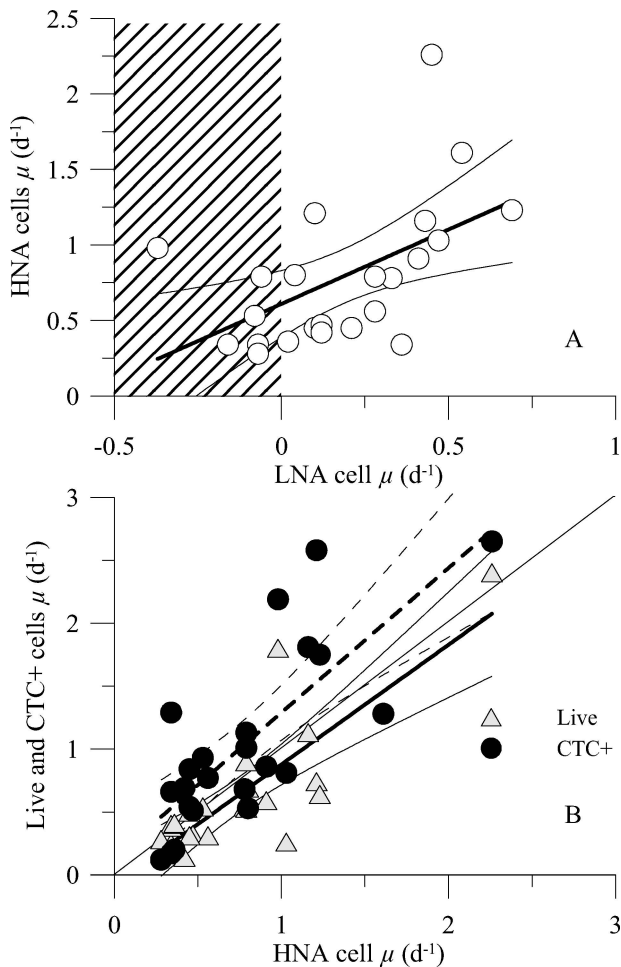 2.5
2
1.5
1
0.5
0
HNA cells μ (d-1)
A
-0.5 0 0.5 1
LNA cell μ (d-1)
3
2
1
0
Live and CTC+ cells μ (d-1)
Live
CTC+
B
0 1 2 3
HNA cell μ (d-1)